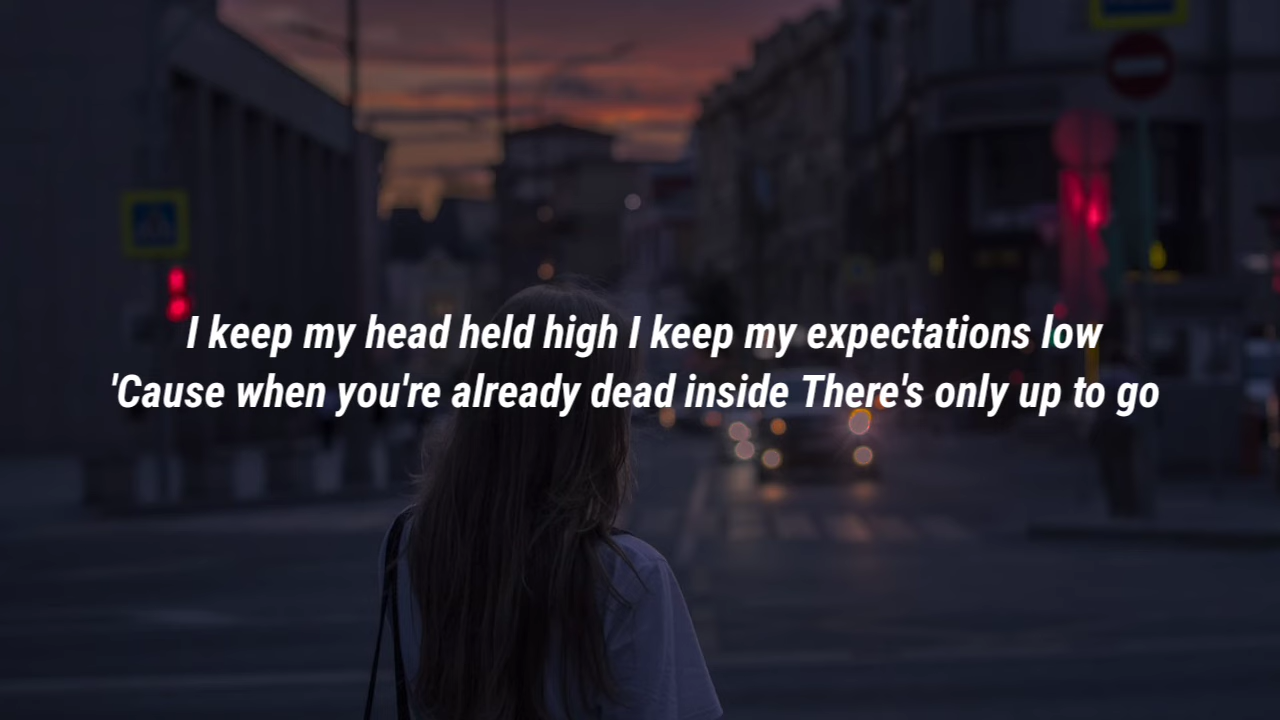 I keep my head held high I keep my expectations low
'Cause when you're already dead inside There's only up to go